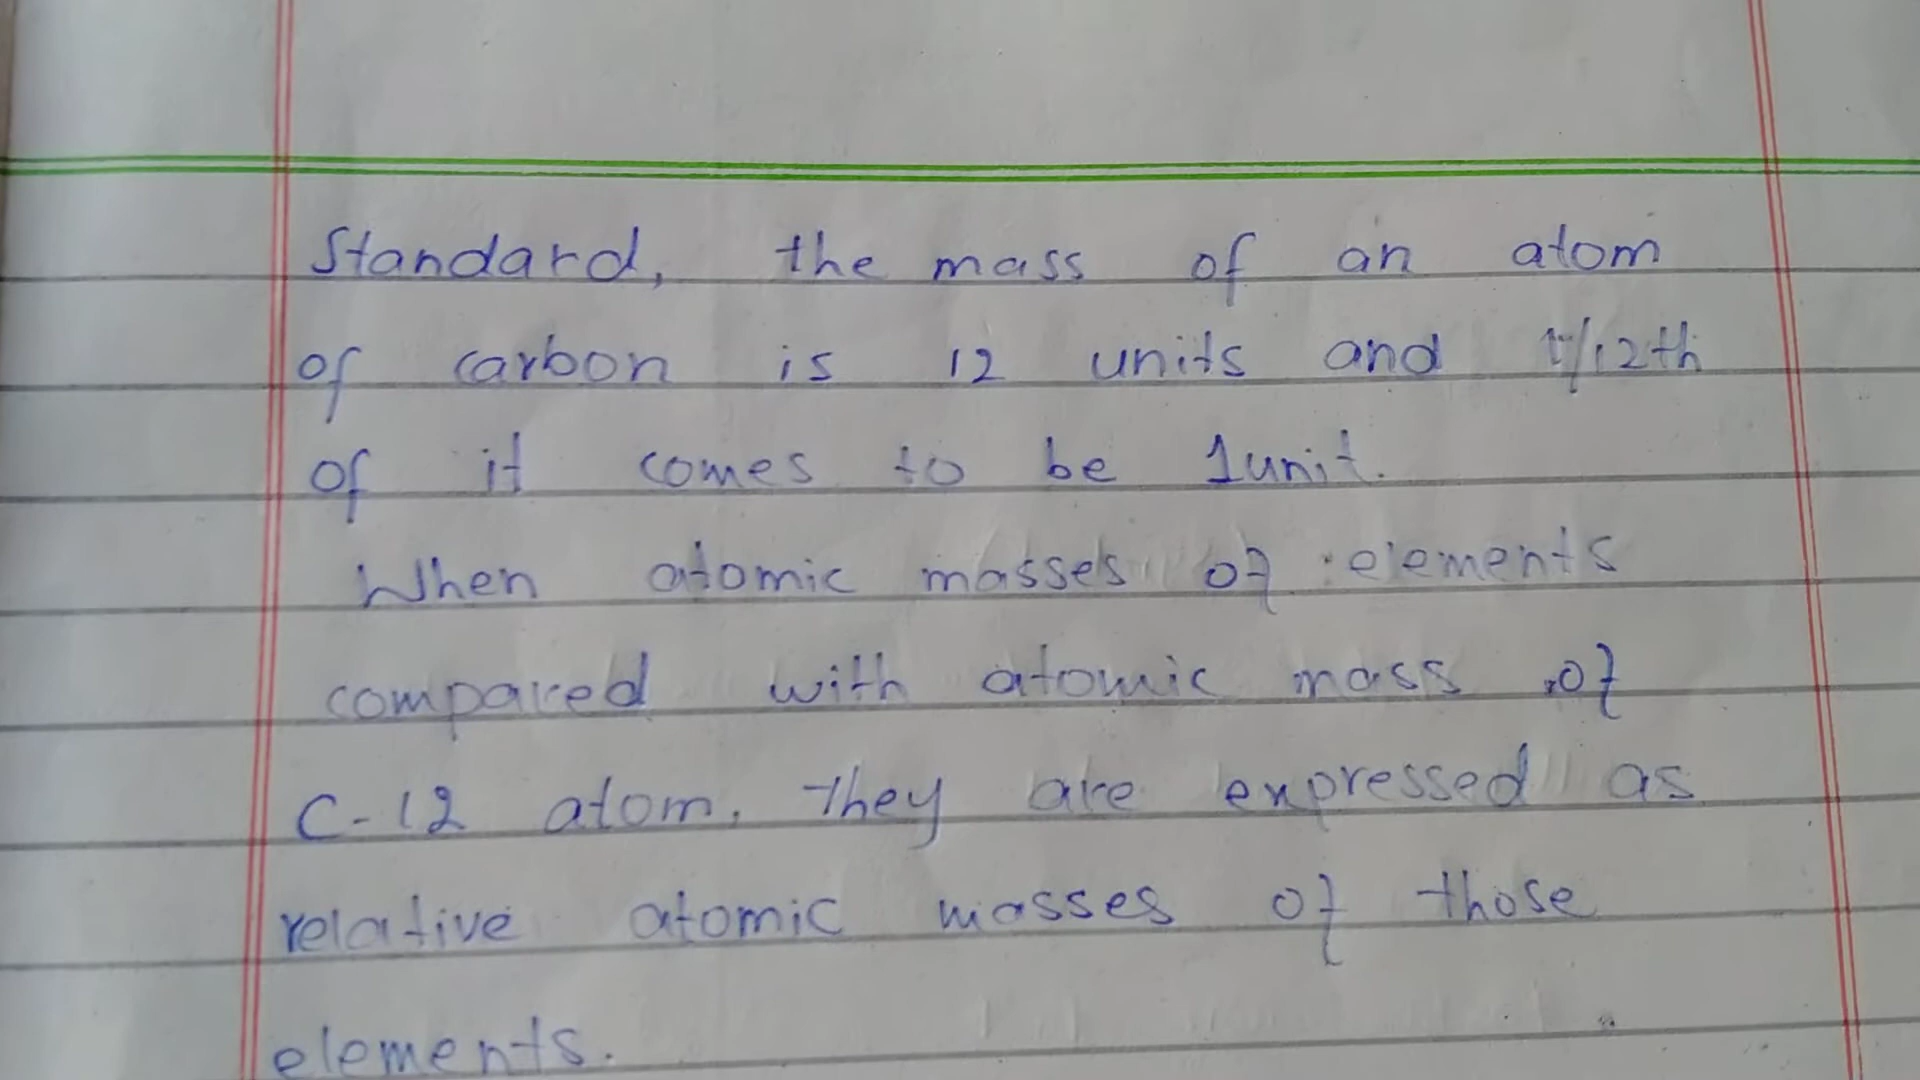 Standard, the mass of an atom
of carbon is 12 units and 1/12th
of it comes to be 1unit.
When atomic masses of elements
compared with atomic mass of
C-12 atom, they are expressed as
relative atomic masses of those
elements.